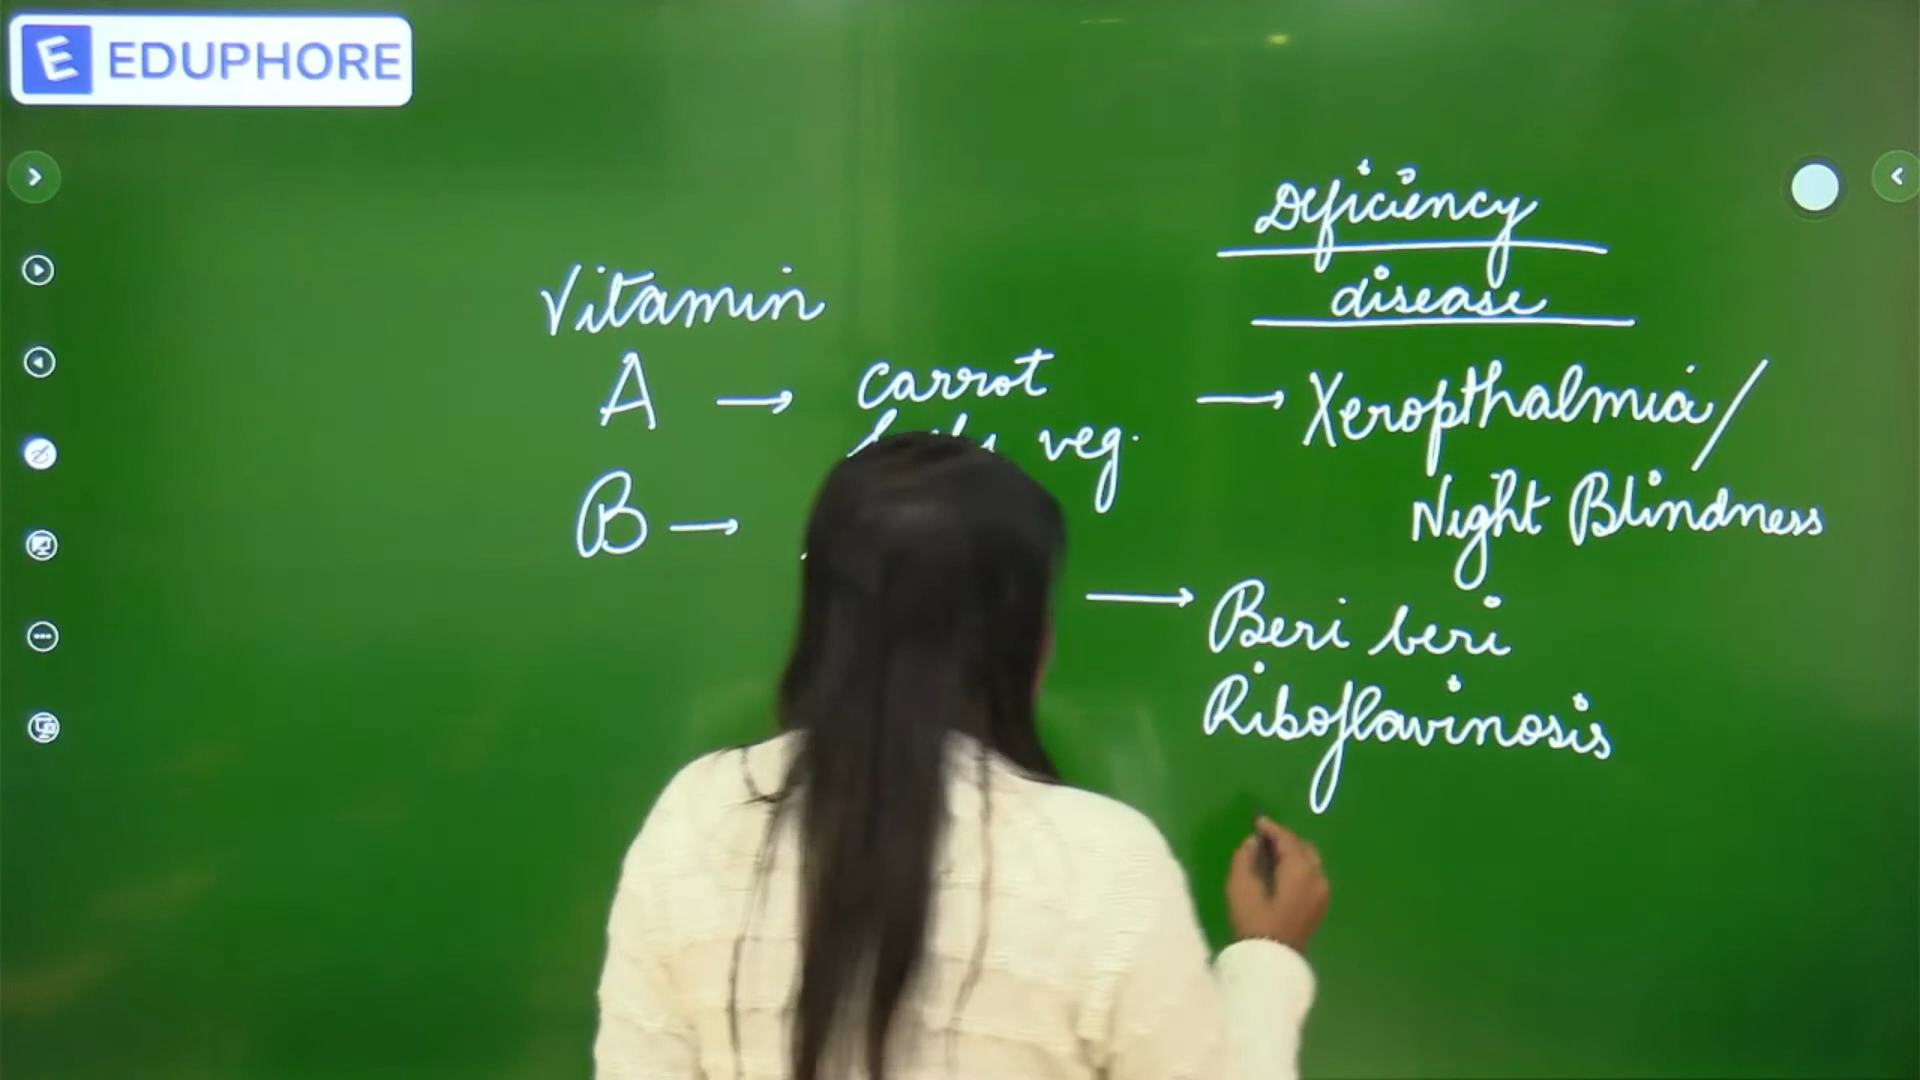 EDUPHORE
Deficiency
disease
Vitamin
A → carrot → Xeropthalmia/
veg.
Night Blindness
B →
→ Beri beri
Riboflavinosis